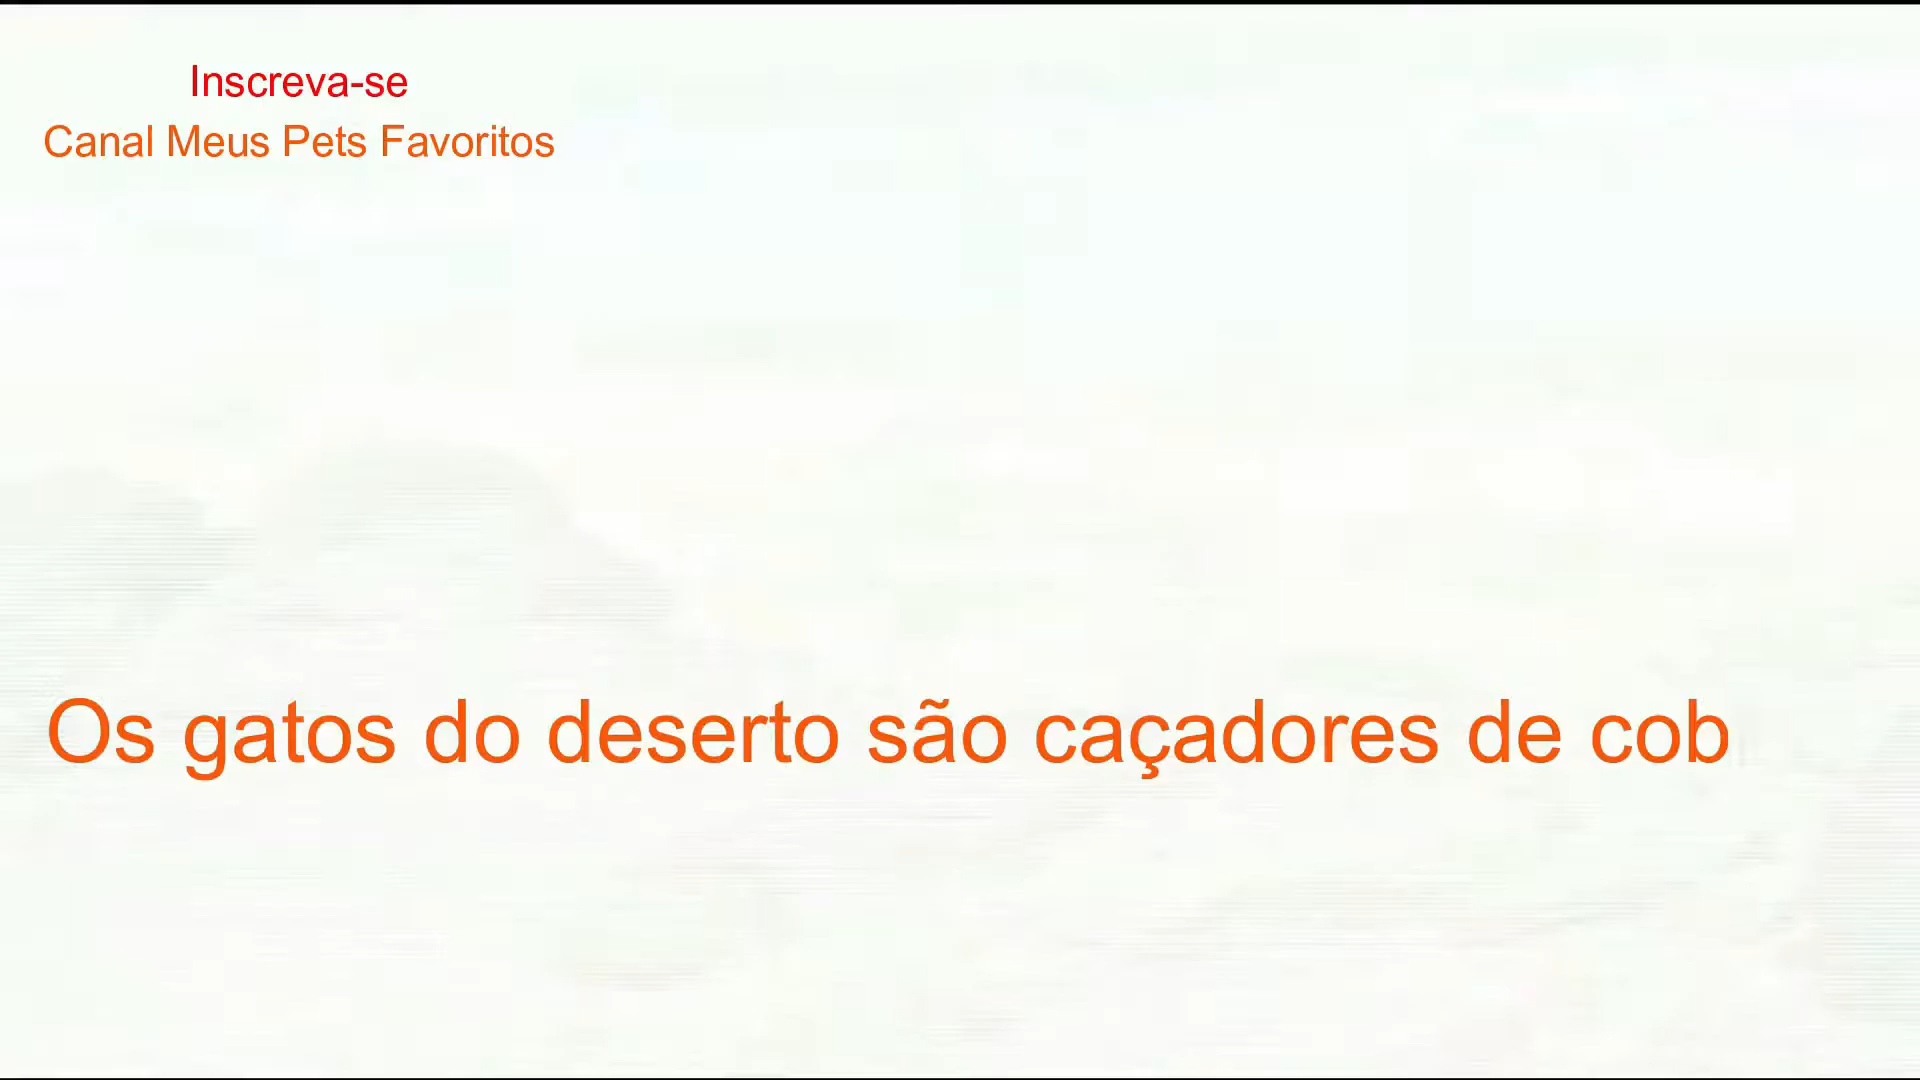 Inscreva-se
Canal Meus Pets Favoritos
Os gatos do deserto são caçadores de cob